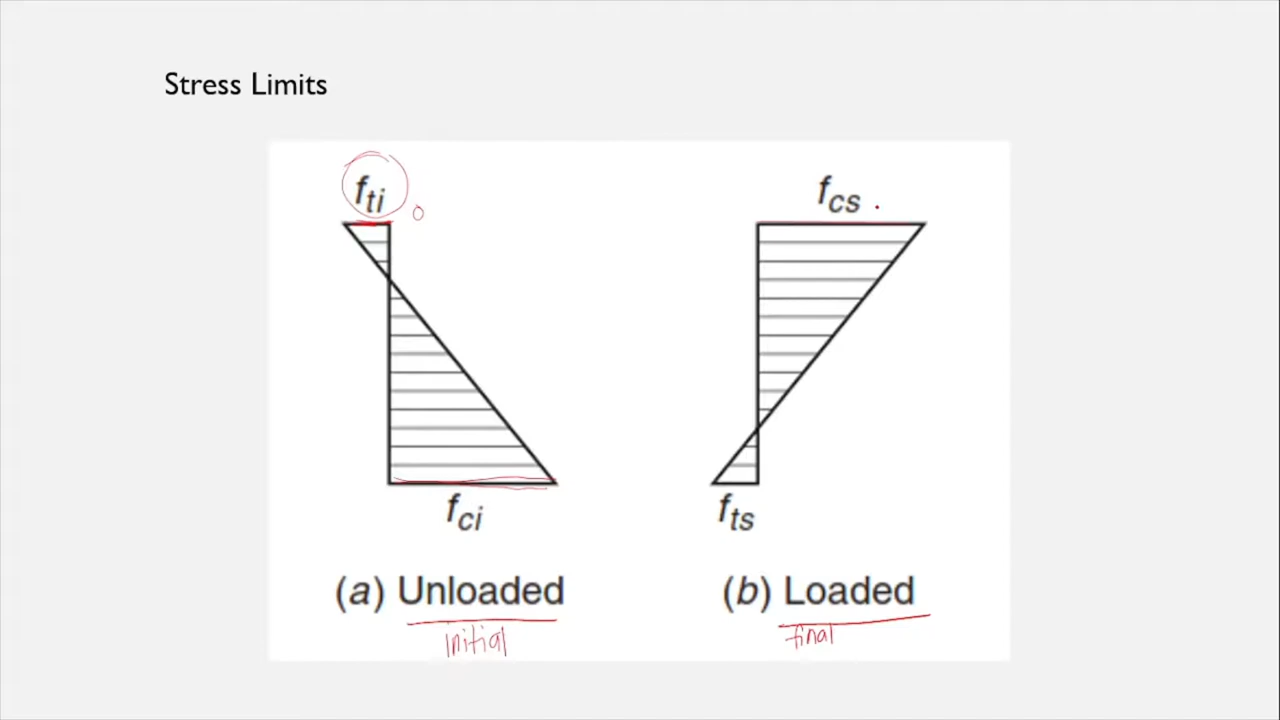 Stress Limits
fti
fcs
fci
fts
(a) Unloaded
(b) Loaded
initial
final